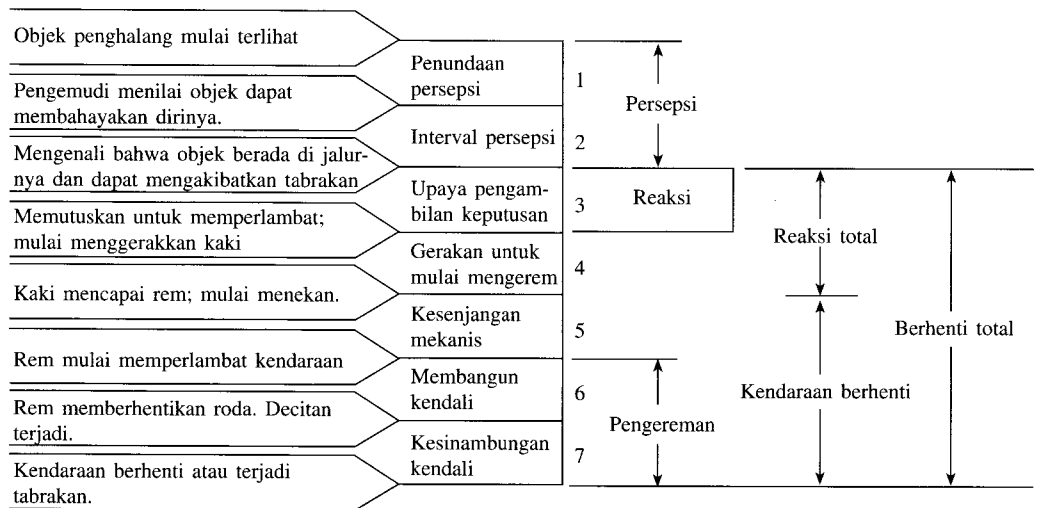 Objek penghalang mulai terlihat
Pengemudi menilai objek dapat
membahayakan dirinya.
Mengenali bahwa objek berada di jalur-
nya dan dapat mengakibatkan tabrakan
Memutuskan untuk memperlambat;
mulai menggerakkan kaki
Kaki mencapai rem; mulai menekan.
Rem mulai memperlambat kendaraan
Rem memberhentikan roda. Decitan
terjadi.
Kendaraan berhenti atau terjadi
tabrakan.
Penundaan
persepsi
Interval persepsi
Upaya pengam-
bilan keputusan
Gerakan untuk
mulai mengerem
Kesenjangan
mekanis
Membangun
kendali
Kesinambungan
kendali
1
2
3
4
5
6
7
Persepsi
Reaksi
Pengereman
Reaksi total
Kendaraan berhenti
Berhenti total